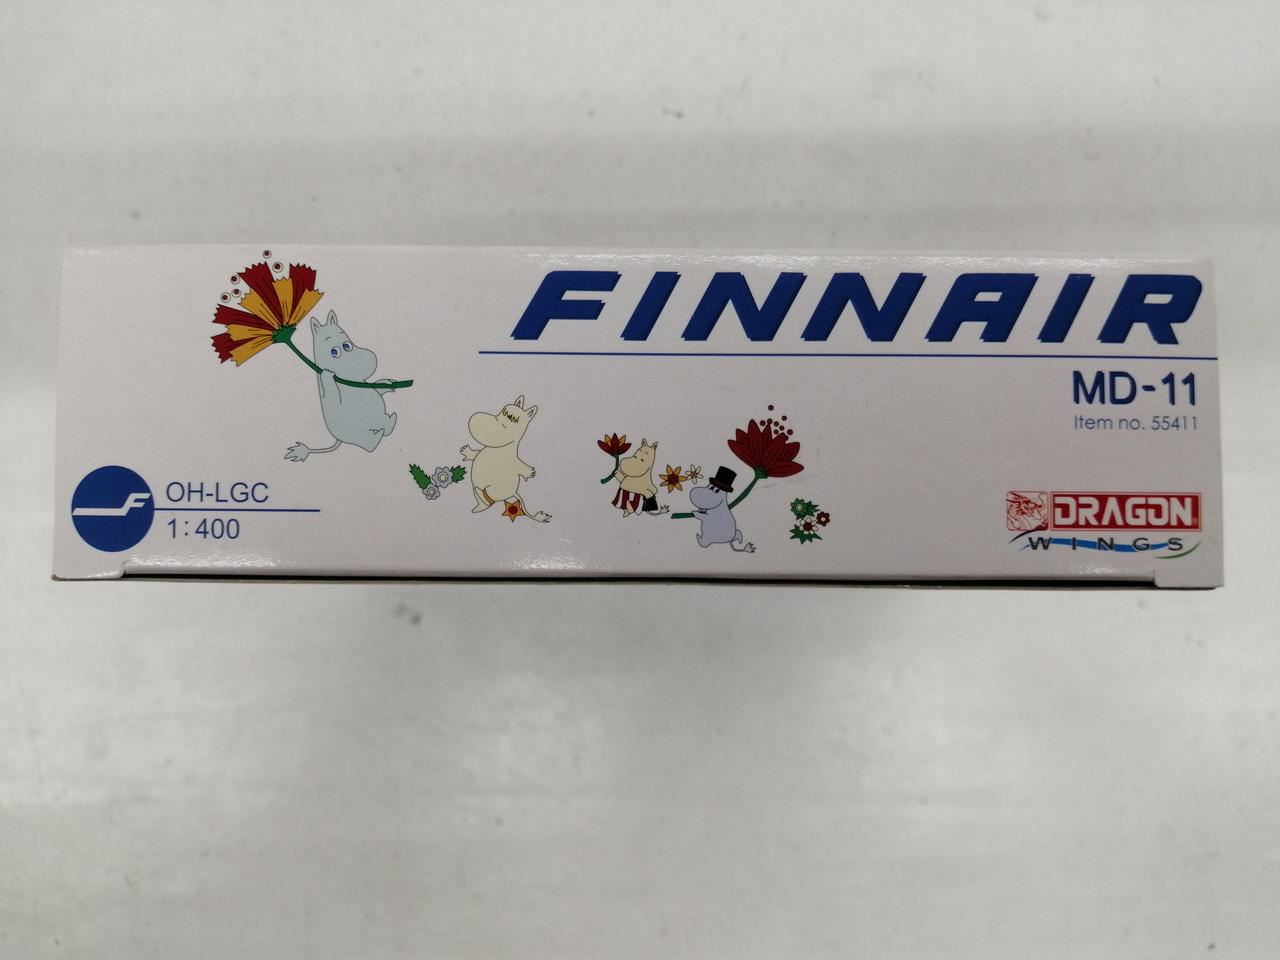 FINNAIR
MD-11
Item no. 55411
F
OH-LGC
1:400
DRAGON
WINGS